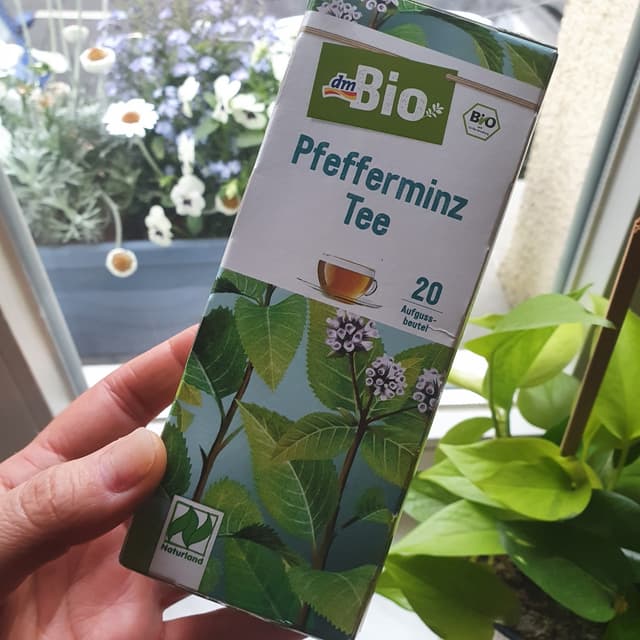 dm
Bio
BIO
Pfefferminz
Tee
20
Aufguss-
beutel
Naturland